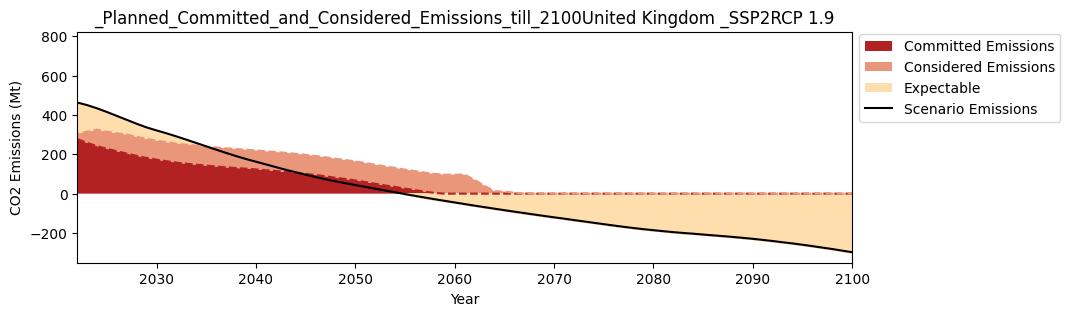 _Planned_Committed_and_Considered_Emissions_till_2100United Kingdom _SSP2RCP 1.9
CO2 Emissions (Mt)
800
600
400
200
0
−200
2030
2040
2050
2060
2070
2080
2090
2100
Year
Committed Emissions
Considered Emissions
Expectable
Scenario Emissions